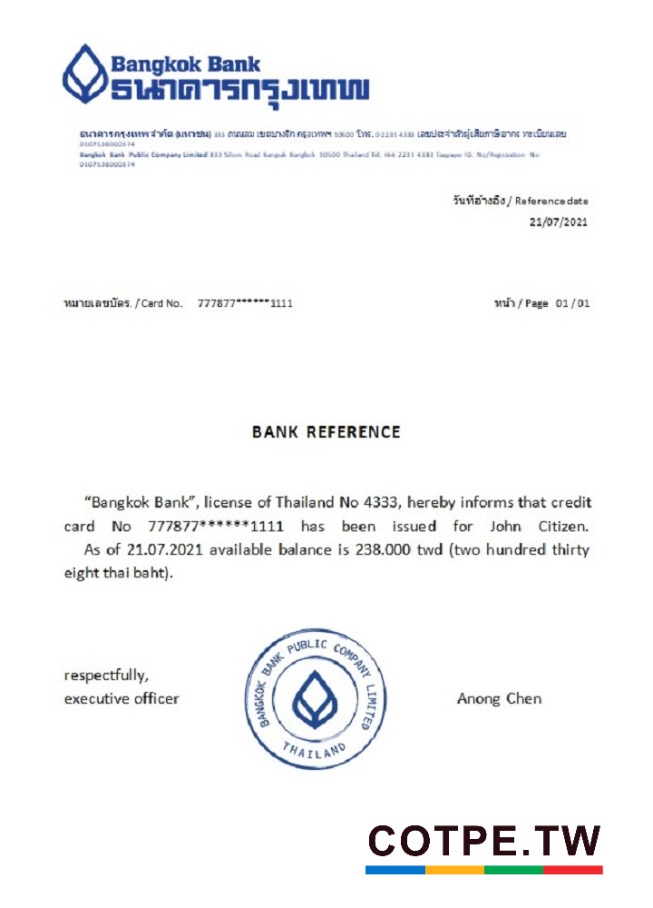 Bangkok Bank
ธนาคารกรุงเทพ
ธนาคารกรุงเทพ จำกัด (มหาชน) 333 ถนนสีลม เขตบางรัก กรุงเทพฯ 10500 โทร. 0 2231 4333 เลขประจำตัวผู้เสียภาษีอากร ทะเบียนเลข
0107536000374
Bangkok Bank Public Company Limited 333 Silom Road Bangrak Bangkok 10500 Thailand Tel. +66 2231 4333 Taxpayer ID. No/Registration No
0107536000374
วันที่อ้างอิง / Reference date
21/07/2021
หมายเลขบัตร. / Card No. 777877******1111
หน้า / Page 01 / 01
BANK REFERENCE
“Bangkok Bank”, license of Thailand No 4333, hereby informs that credit
card No 777877******1111 has been issued for John Citizen.
As of 21.07.2021 available balance is 238.000 twd (two hundred thirty
eight thai baht).
respectfully,
executive officer
BANGKOK BANK PUBLIC COMPANY LIMITED
THAILAND
Anong Chen
COTPE.TW